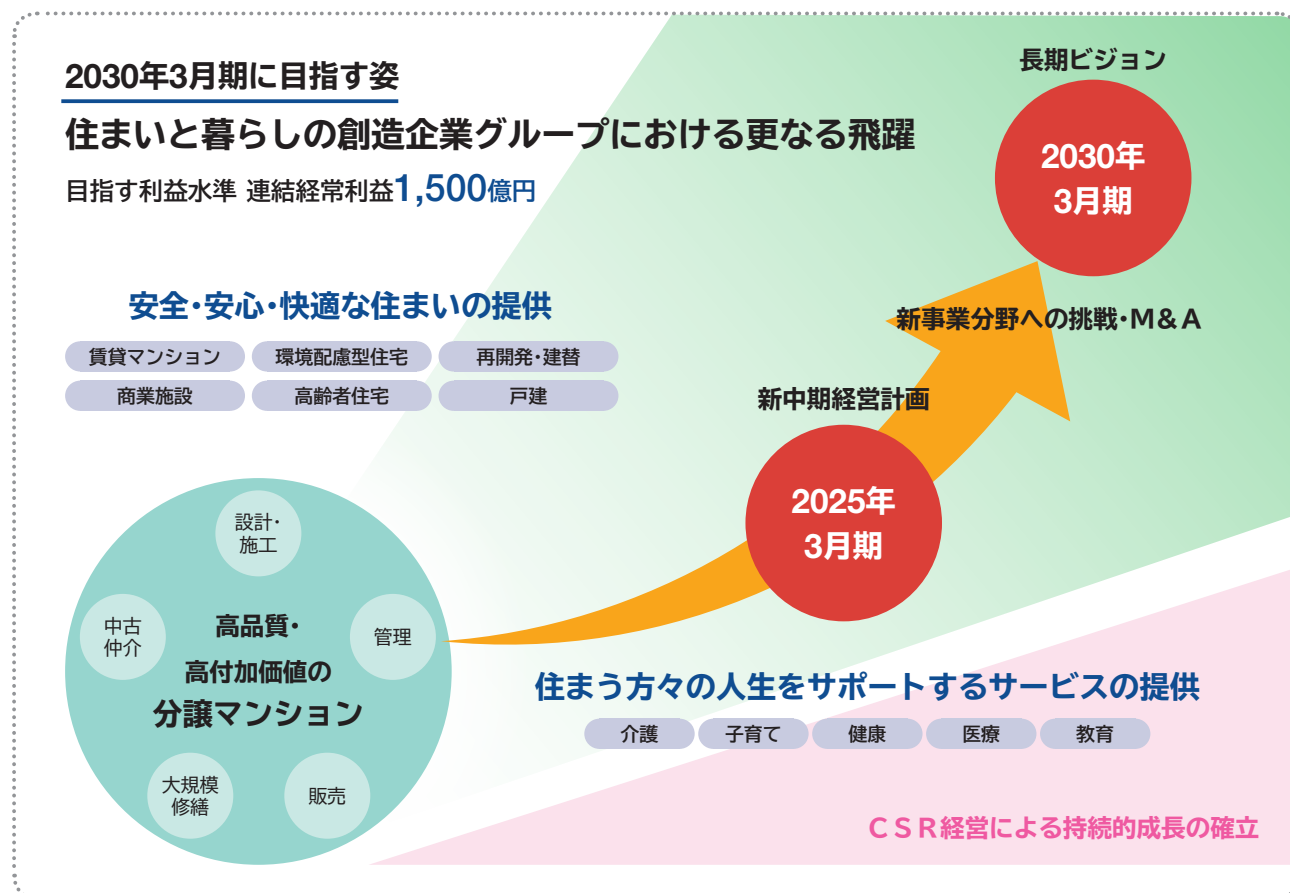 2030年3月期に目指す姿
住まいと暮らしの創造企業グループにおける更なる飛躍
目指す利益水準 連結経常利益1,500億円
長期ビジョン
2030年
3月期
新事業分野への挑戦・M&A
安全・安心・快適な住まいの提供
賃貸マンション
環境配慮型住宅
再開発・建替
商業施設
高齢者住宅
戸建
新中期経営計画
2025年
3月期
設計・
施工
中古
仲介
管理
高品質・
高付加価値の
分譲マンション
大規模
修繕
販売
住まう方々の人生をサポートするサービスの提供
介護
子育て
健康
医療
教育
CSR経営による持続的成長の確立